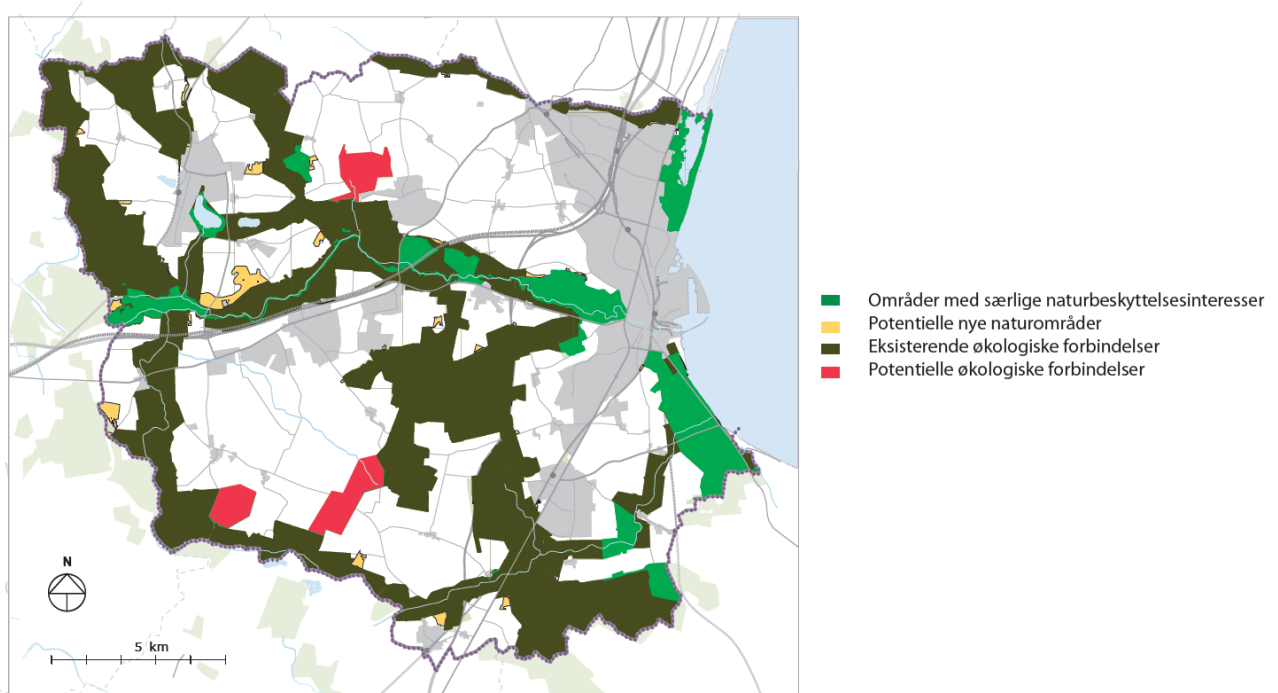 Områder med særlige naturbeskyttelsesinteresser
Potentielle nye naturområder
Eksisterende økologiske forbindelser
Potentielle økologiske forbindelser
N
5 km